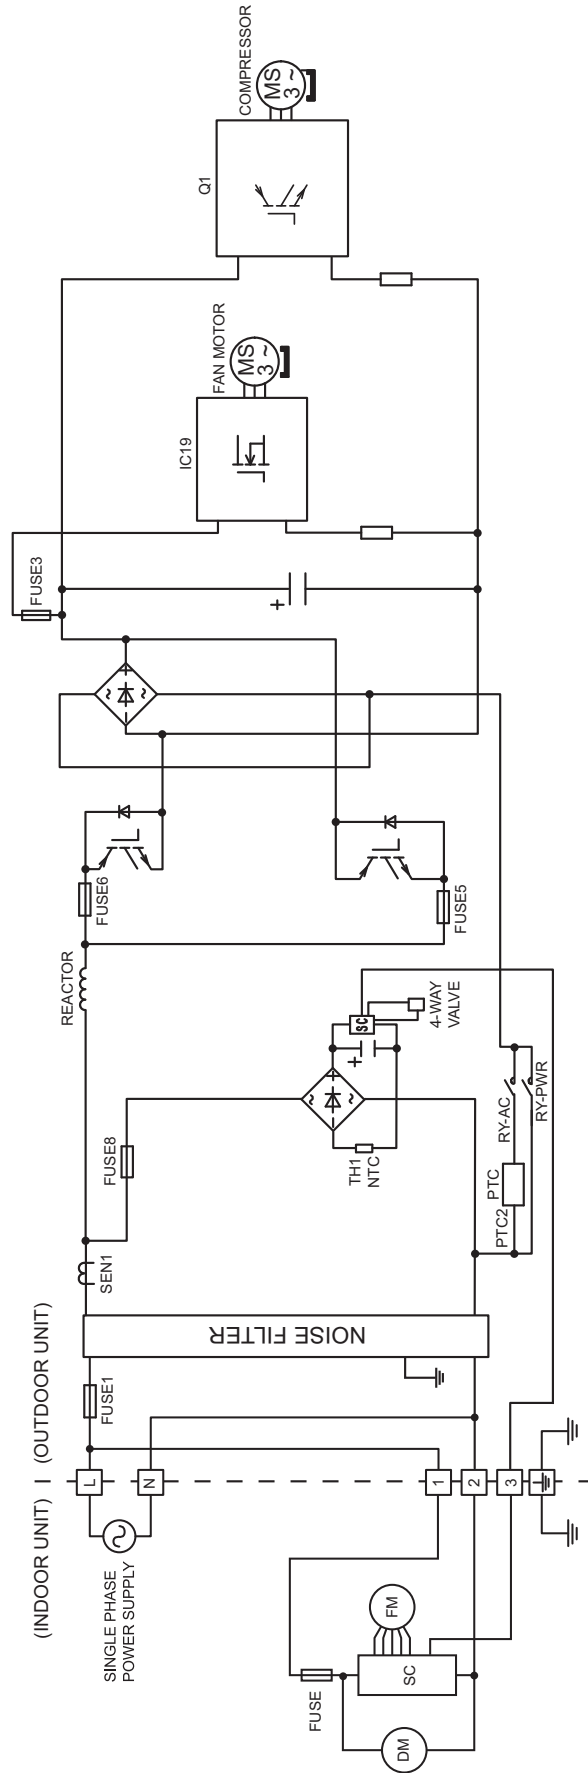 (INDOOR UNIT)
(OUTDOOR UNIT)
SINGLE PHASE
POWER SUPPLY
L
N
FUSE1
SEN1
REACTOR
FUSE6
FUSE8
FUSE5
FUSE3
IC19
FAN MOTOR
MS
3 ~
Q1
COMPRESSOR
MS
3 ~
NOISE FILTER
TH1
NTC
SC
4-WAY
VALVE
RY-AC
RY-PWR
PTC
PTC2
1
2
3
FUSE
SC
FM
DM
+
-
~
~
+
-
~
~
+
+